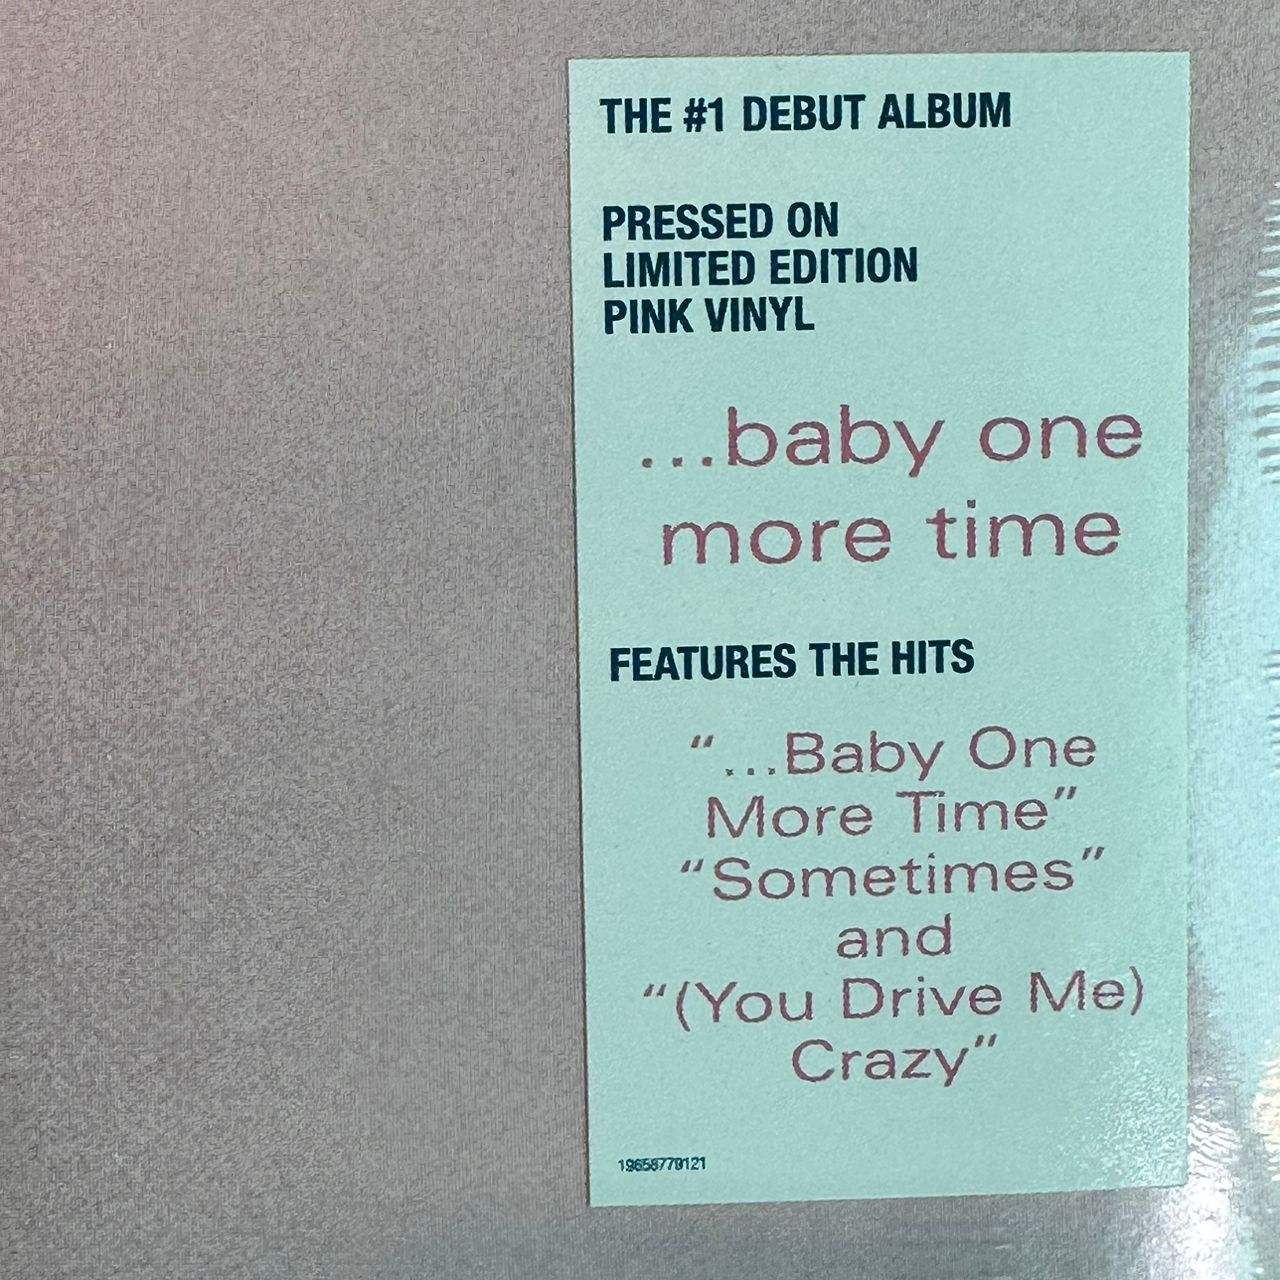 THE #1 DEBUT ALBUM
PRESSED ON
LIMITED EDITION
PINK VINYL
...baby one
more time
FEATURES THE HITS
“...Baby One
More Time”
“Sometimes”
and
“(You Drive Me)
Crazy”
19658779121